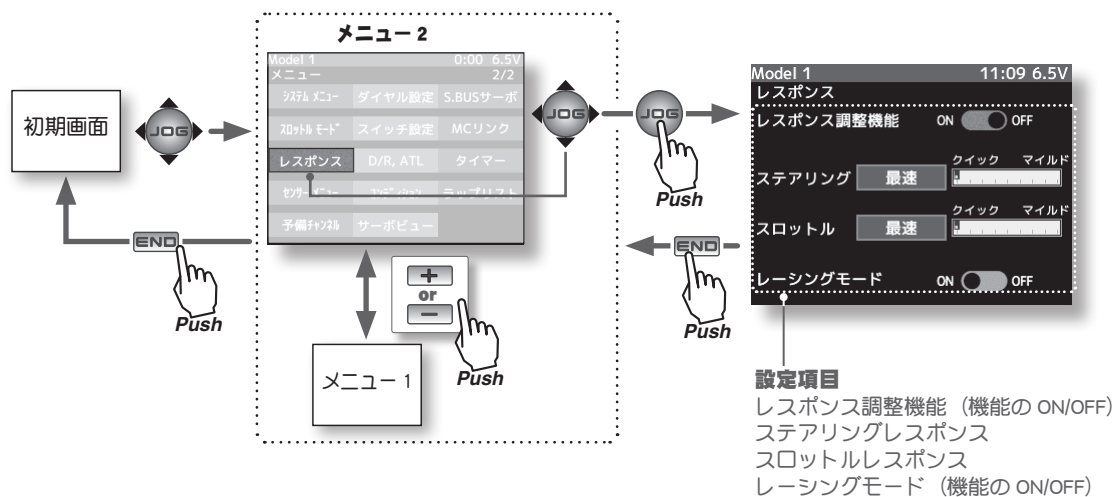 メニュー 2
初期画面
JOG
Model 1 0:00 6.5V
メニュー 2/2
システム メニュー ダイヤル設定 S.BUSサーボ
スロットル モード スイッチ設定 MCリンク
レスポンス D/R, ATL タイマー
センサー メニュー コンディション ラップリスト
予備チャンネル サーボビュー
JOG
JOG
Push
END
Push
+
or
−
Push
メニュー 1
END
Push
Model 1 11:09 6.5V
レスポンス
レスポンス調整機能 ON OFF
クイック マイルド
ステアリング 最速
クイック マイルド
スロットル 最速
レーシングモード ON OFF
設定項目
レスポンス調整機能(機能の ON/OFF)
ステアリングレスポンス
スロットルレスポンス
レーシングモード(機能の ON/OFF)